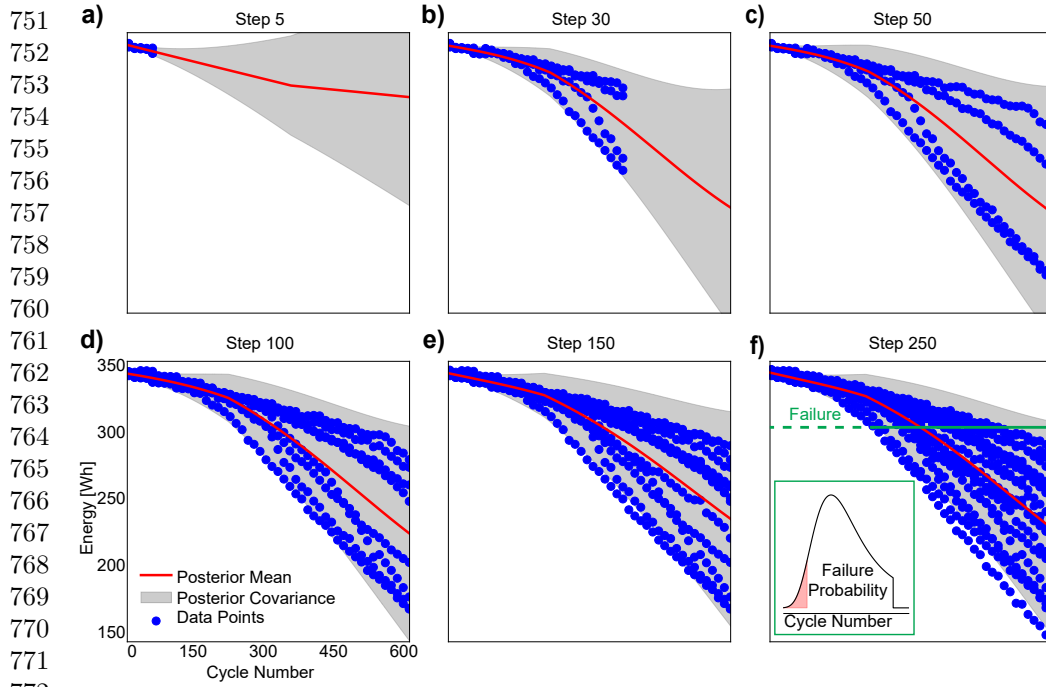 751
752
753
754
755
756
757
758
759
760
761
762
763
764
765
766
767
768
769
770
771
a) Step 5
b) Step 30
c) Step 50
d) Step 100
350
300
250
200
150
Energy [Wh]
0 150 300 450 600
Cycle Number
Posterior Mean
Posterior Covariance
Data Points
e) Step 150
f) Step 250
Failure
Failure
Probability
Cycle Number